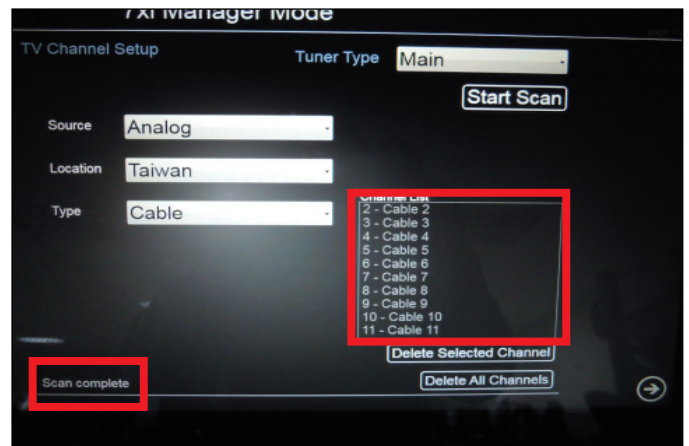 7xi Manager Mode
TV Channel Setup
Tuner Type
Main
Start Scan
Source
Analog
Location
Taiwan
Type
Cable
Channel List
2 - Cable 2
3 - Cable 3
4 - Cable 4
5 - Cable 5
6 - Cable 6
7 - Cable 7
8 - Cable 8
9 - Cable 9
10 - Cable 10
11 - Cable 11
Delete Selected Channel
Scan complete
Delete All Channels